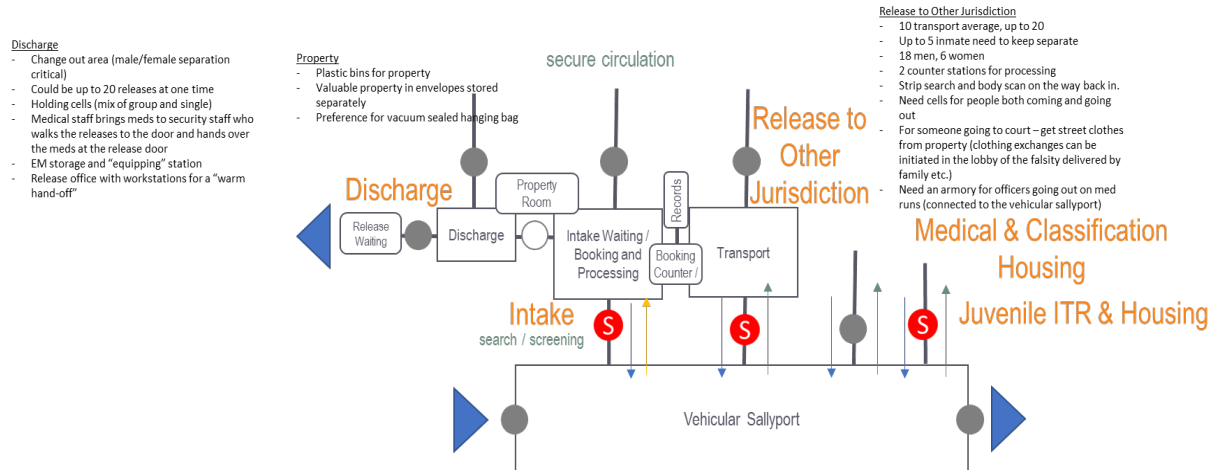 Discharge
- Change out area (male/female separation
critical)
- Could be up to 20 releases at one time
- Holding cells (mix of group and single)
- Medical staff brings meds to security staff who
walks the releases to the door and hands over
the meds at the release door
- EM storage and “equipping” station
- Release office with workstations for a “warm
hand-off”
Property
- Plastic bins for property
- Valuable property in envelopes stored
separately
- Preference for vacuum sealed hanging bag
secure circulation
Release to Other Jurisdiction
- 10 transport average, up to 20
- Up to 5 inmate need to keep separate
- 18 men, 6 women
- 2 counter stations for processing
- Strip search and body scan on the way back in.
- Need cells for people both coming and going
out
- For someone going to court – get street clothes
from property (clothing exchanges can be
initiated in the lobby of the falsity delivered by
family etc.)
- Need an armory for officers going out on med
runs (connected to the vehicular sallyport)
Release to
Other
Jurisdiction
Discharge
Property
Room
Records
Release
Waiting
Discharge
Intake Waiting /
Booking and
Processing
Booking
Counter /
Transport
Medical & Classification
Housing
Intake
search / screening
S
S
S
Juvenile ITR & Housing
Vehicular Sallyport